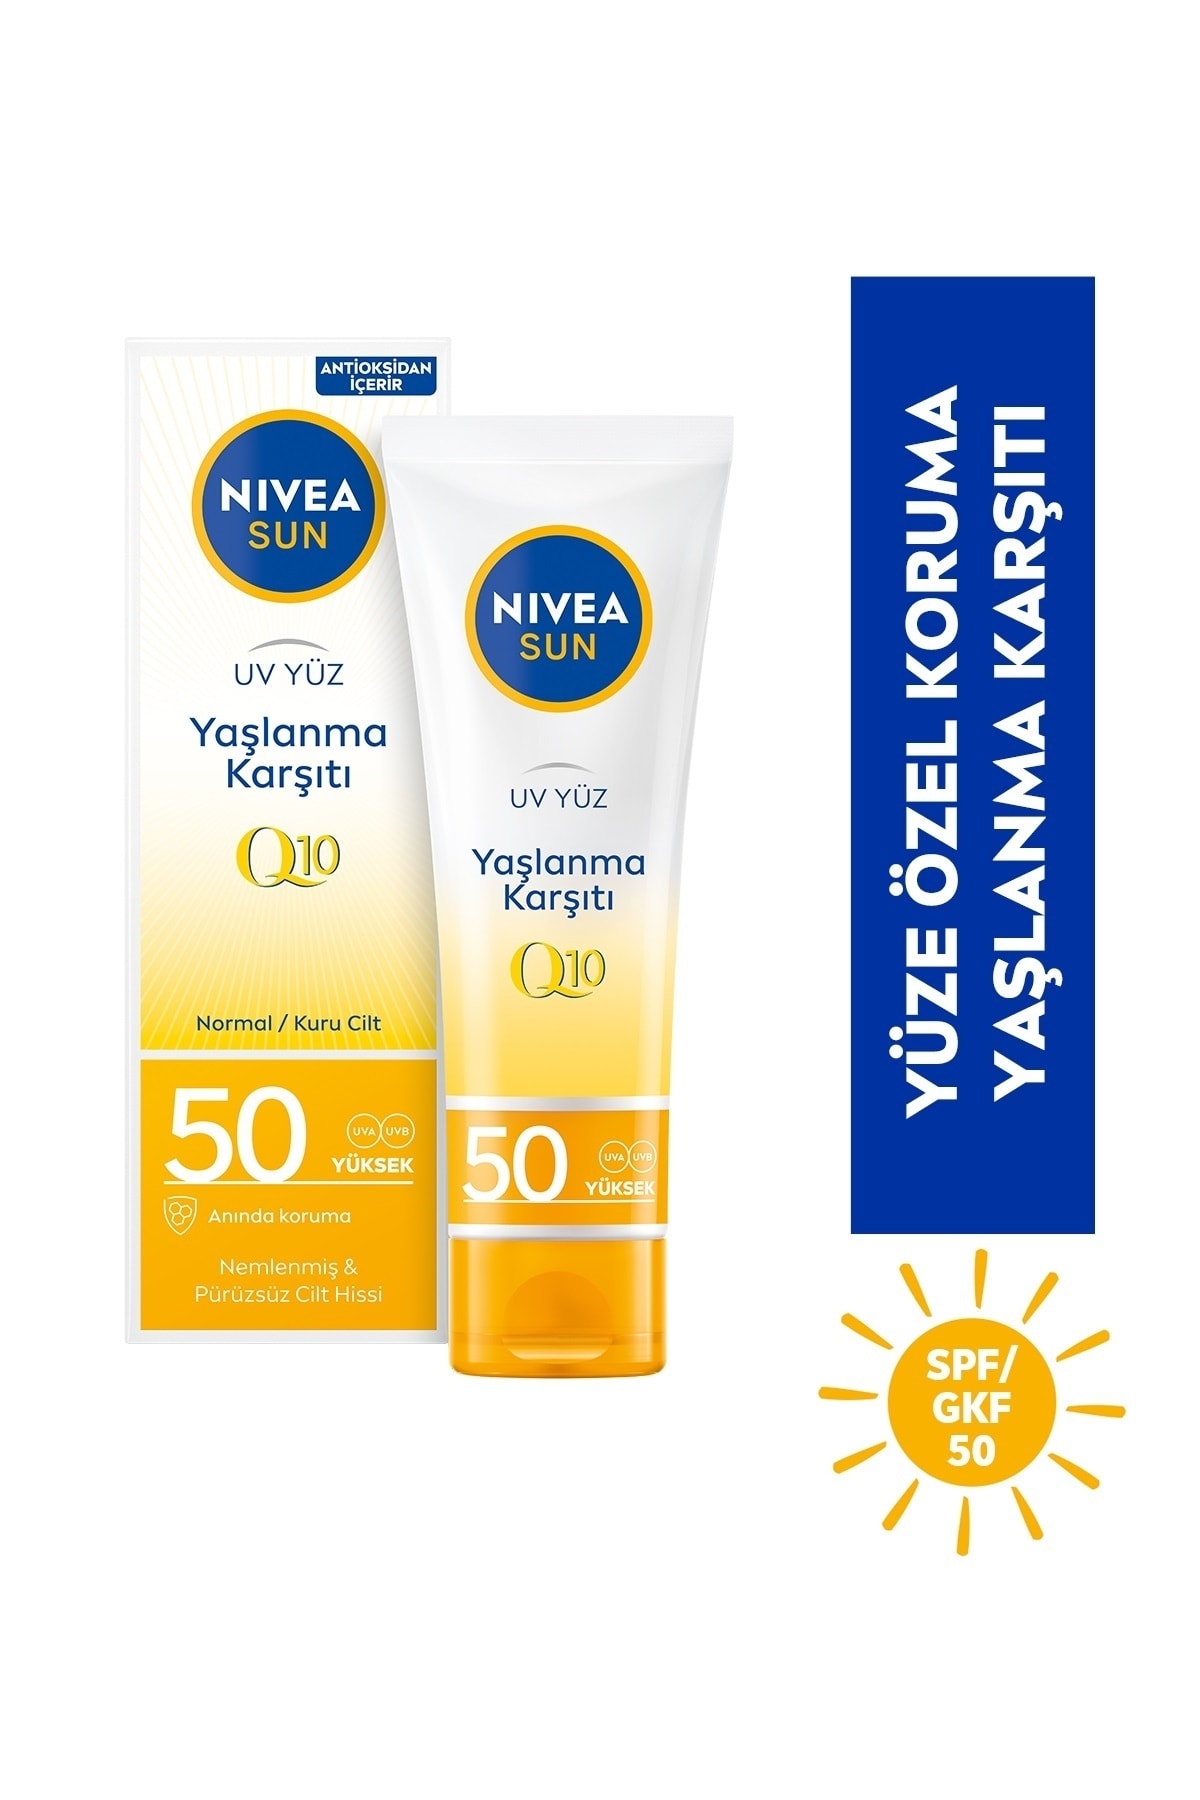 ANTİOKSİDAN
İÇERİR
NIVEA
SUN
UV YÜZ
Yaşlanma
Karşıtı
Q10
Normal / Kuru Cilt
50
UVA UVB
YÜKSEK
Anında koruma
Nemlenmiş &
Pürüzsüz Cilt Hissi
NIVEA
SUN
UV YÜZ
Yaşlanma
Karşıtı
Q10
50
UVA UVB
YÜKSEK
YÜZE ÖZEL KORUMA
YAŞLANMA KARŞITI
SPF/
GKF
50